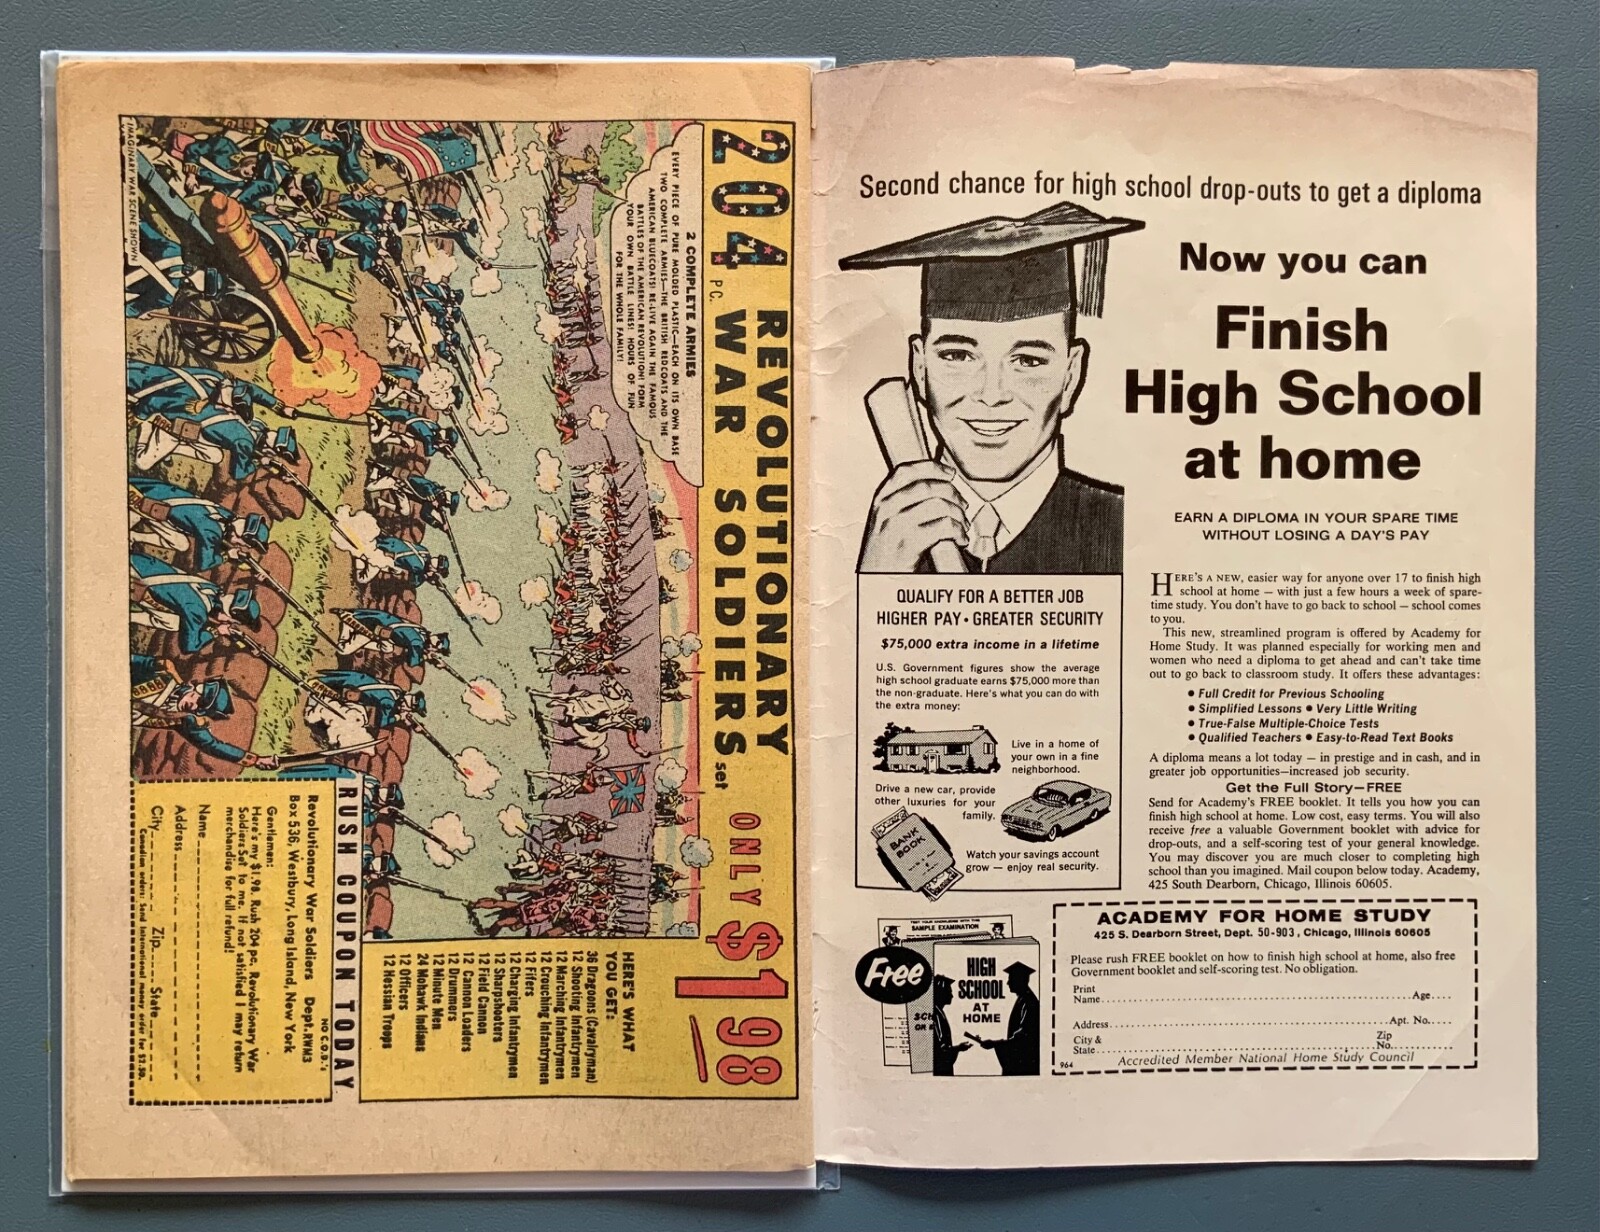 204 REVOLUTIONARY
PC. WAR SOLDIERS set
ONLY $1.98
2 COMPLETE ARMIES
EVERY PIECE OF PURE MOLDED PLASTIC—EACH ON ITS OWN BASE
TWO COMPLETE ARMIES—THE BRITISH REDCOATS AND THE
AMERICAN BLUECOATS! RE-LIVE AGAIN THE FAMOUS
BATTLES OF THE AMERICAN REVOLUTION! FORM
YOUR OWN BATTLE LINES! HOURS OF FUN
FOR THE WHOLE FAMILY!
IMAGINARY WAR SCENE SHOWN
HERE'S WHAT
YOU GET:
36 Dragoons (Cavalryman)
12 Shooting Infantrymen
12 Marching Infantrymen
12 Crouching Infantrymen
12 Fifers
12 Charging Infantrymen
12 Sharpshooters
12 Field Cannon
12 Cannon Loaders
12 Drummers
12 Minute Men
24 Mohawk Indians
12 Officers
12 Hessian Troops
RUSH COUPON TODAY
NO C.O.D.'s
Revolutionary War Soldiers Dept.RWM3
Box 536, Westbury, Long Island, New York
Gentlemen:
Here's my $1.98. Rush 204 pc. Revolutionary War
Soldiers Set to me. If not satisfied I may return
merchandise for full refund!
Name
Address
City Zip State
Canadian orders: Send International money order for $2.50.
Second chance for high school drop-outs to get a diploma
Now you can
Finish
High School
at home
EARN A DIPLOMA IN YOUR SPARE TIME
WITHOUT LOSING A DAY'S PAY
HERE'S A NEW, easier way for anyone over 17 to finish high
school at home — with just a few hours a week of spare-
time study. You don't have to go back to school — school comes
to you.
This new, streamlined program is offered by Academy for
Home Study. It was planned especially for working men and
women who need a diploma to get ahead and can't take time
out to go back to classroom study. It offers these advantages:
● Full Credit for Previous Schooling
● Simplified Lessons ● Very Little Writing
● True-False Multiple-Choice Tests
● Qualified Teachers ● Easy-to-Read Text Books
A diploma means a lot today — in prestige and in cash, and in
greater job opportunities—increased job security.
Get the Full Story—FREE
Send for Academy's FREE booklet. It tells you how you can
finish high school at home. Low cost, easy terms. You will also
receive free a valuable Government booklet with advice for
drop-outs, and a self-scoring test of your general knowledge.
You may discover you are much closer to completing high
school than you imagined. Mail coupon below today. Academy,
425 South Dearborn, Chicago, Illinois 60605.
QUALIFY FOR A BETTER JOB
HIGHER PAY • GREATER SECURITY
$75,000 extra income in a lifetime
U.S. Government figures show the average
high school graduate earns $75,000 more than
the non-graduate. Here's what you can do with
the extra money:
Live in a home of
your own in a fine
neighborhood.
Drive a new car, provide
other luxuries for your
family.
BANK
BOOK
Watch your savings account
grow — enjoy real security.
TEST YOUR KNOWLEDGE WITH THIS
SAMPLE EXAMINATION
Free
HIGH
SCHOOL
AT
HOME
ACADEMY FOR HOME STUDY
425 S. Dearborn Street, Dept. 50-903, Chicago, Illinois 60605
Please rush FREE booklet on how to finish high school at home, also free
Government booklet and self-scoring test. No obligation.
Print
Name Age
Address Apt. No.
City & Zip
State No.
Accredited Member National Home Study Council
964